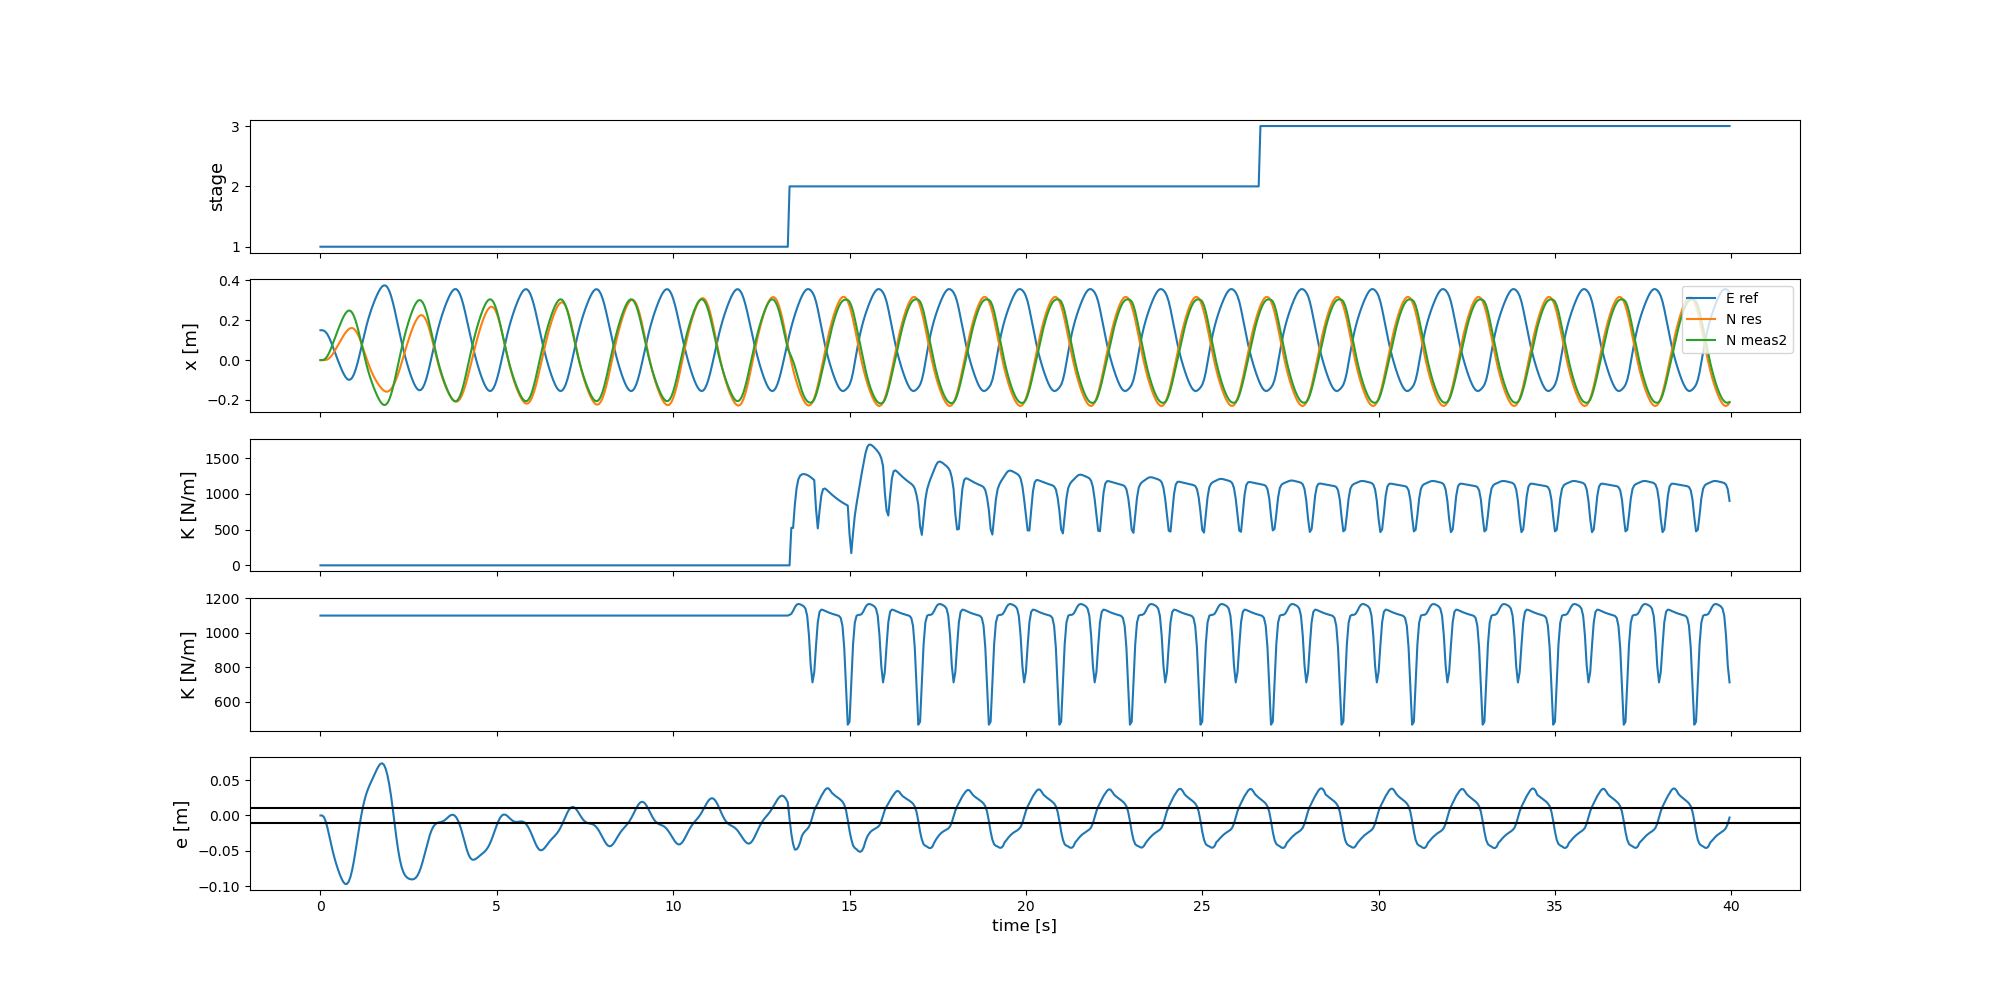 stage
3
2
1
x [m]
0.4
0.2
0.0
−0.2
E ref
N res
N meas2
K [N/m]
1500
1000
500
0
K [N/m]
1200
1000
800
600
e [m]
0.05
0.00
−0.05
−0.10
0 5 10 15 20 25 30 35 40
time [s]